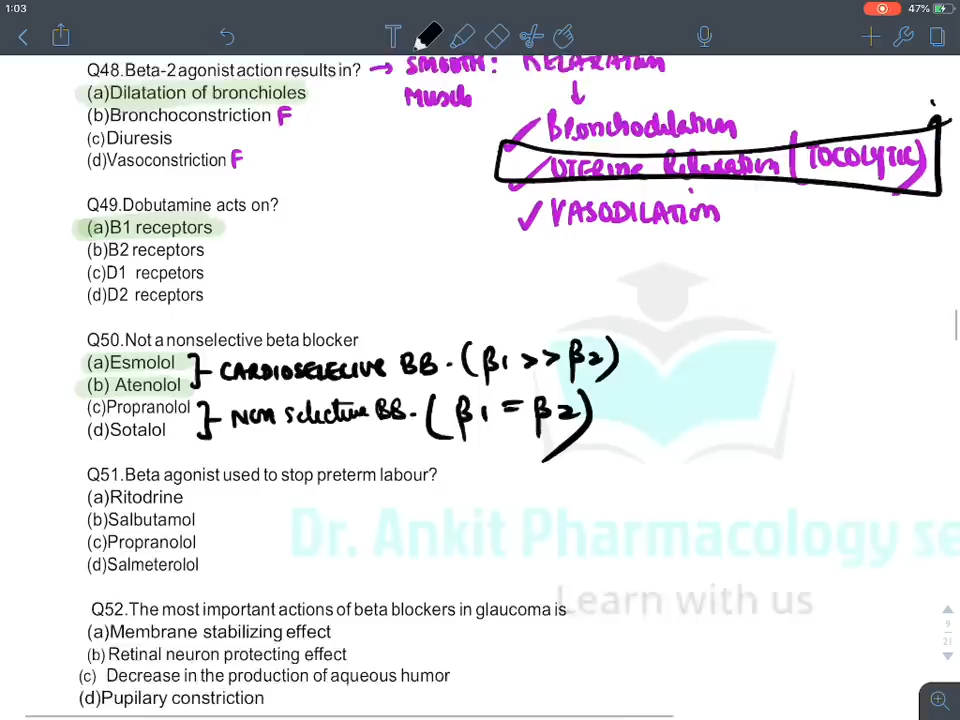 1:03
47%
T
Q48.Beta-2 agonist action results in? → SMOOTH : RELAXATION
(a)Dilatation of bronchioles Muscle ↓
(b)Bronchoconstriction F ✓ Bronchodilation
(c)Diuresis
(d)Vasoconstriction F ✓ UTERINE Relaxation (TOCOLYTIC)
✓ VASODILATION
Q49.Dobutamine acts on?
(a)B1 receptors
(b)B2 receptors
(c)D1 recpetors
(d)D2 receptors
Q50.Not a nonselective beta blocker
(a)Esmolol
(b) Atenolol } CARDIOSELECIVE BB. (β1 >> β2)
(c)Propranolol
(d)Sotalol } Non selective BB. (β1 = β2)
Q51.Beta agonist used to stop preterm labour?
(a)Ritodrine
(b)Salbutamol
(c)Propranolol
(d)Salmeterolol
Dr. Ankit Pharmacology se
Learn with us
Q52.The most important actions of beta blockers in glaucoma is
(a)Membrane stabilizing effect
(b) Retinal neuron protecting effect
(c) Decrease in the production of aqueous humor
(d)Pupilary constriction
9
21